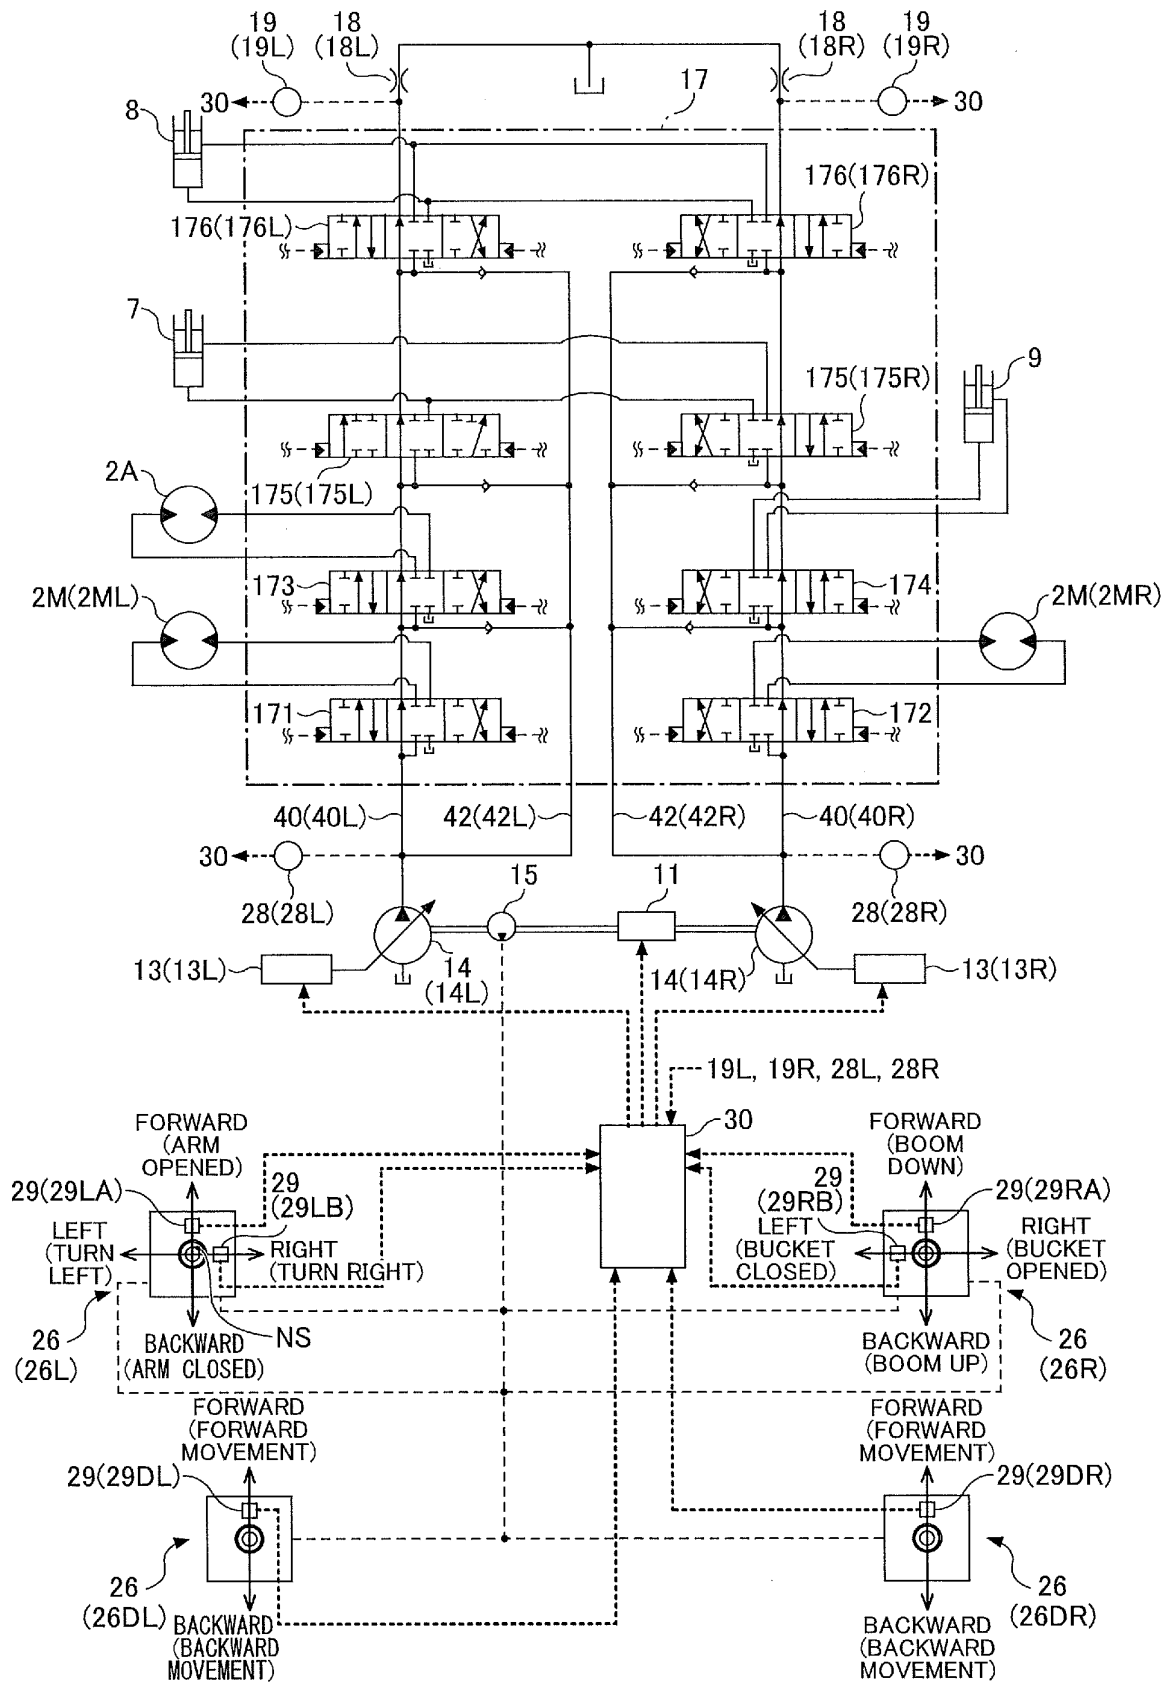 19
(19L)
18
(18L)
18
(18R)
19
(19R)
30
30
17
8
176(176R)
176(176L)
7
9
175(175R)
2A
175(175L)
173
174
2M(2ML)
2M(2MR)
171
172
40(40L)
42(42L)
42(42R)
40(40R)
30
30
15
11
28(28L)
28(28R)
13(13L)
14
(14L)
14(14R)
13(13R)
19L, 19R, 28L, 28R
30
FORWARD
(ARM
OPENED)
FORWARD
(BOOM
DOWN)
29(29LA)
29
(29LB)
29
(29RB)
29(29RA)
LEFT
(TURN
LEFT)
RIGHT
(TURN RIGHT)
LEFT
(BUCKET
CLOSED)
RIGHT
(BUCKET
OPENED)
26
(26L)
BACKWARD
(ARM CLOSED)
NS
BACKWARD
(BOOM UP)
26
(26R)
FORWARD
(FORWARD
MOVEMENT)
FORWARD
(FORWARD
MOVEMENT)
29(29DL)
29(29DR)
26
(26DL)
26
(26DR)
BACKWARD
(BACKWARD
MOVEMENT)
BACKWARD
(BACKWARD
MOVEMENT)